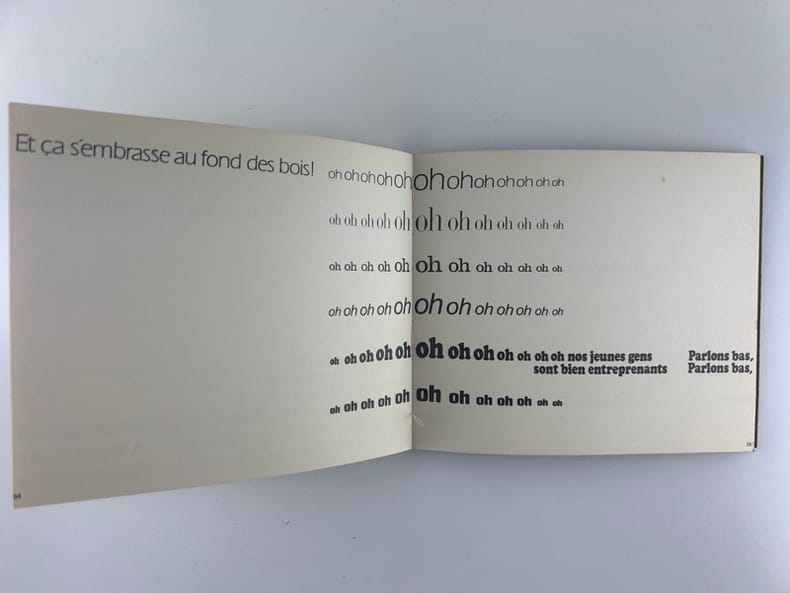 Et ça s'embrasse au fond des bois!
oh oh oh oh oh oh oh oh oh oh oh oh
oh oh oh oh oh oh oh oh oh oh oh oh
oh oh oh oh oh oh oh oh oh oh oh oh
oh oh oh oh oh oh oh oh oh oh oh oh
oh oh oh oh oh oh oh oh oh oh oh oh nos jeunes gens Parlons bas,
sont bien entreprenants Parlons bas,
oh oh oh oh oh oh oh oh oh oh oh oh
54